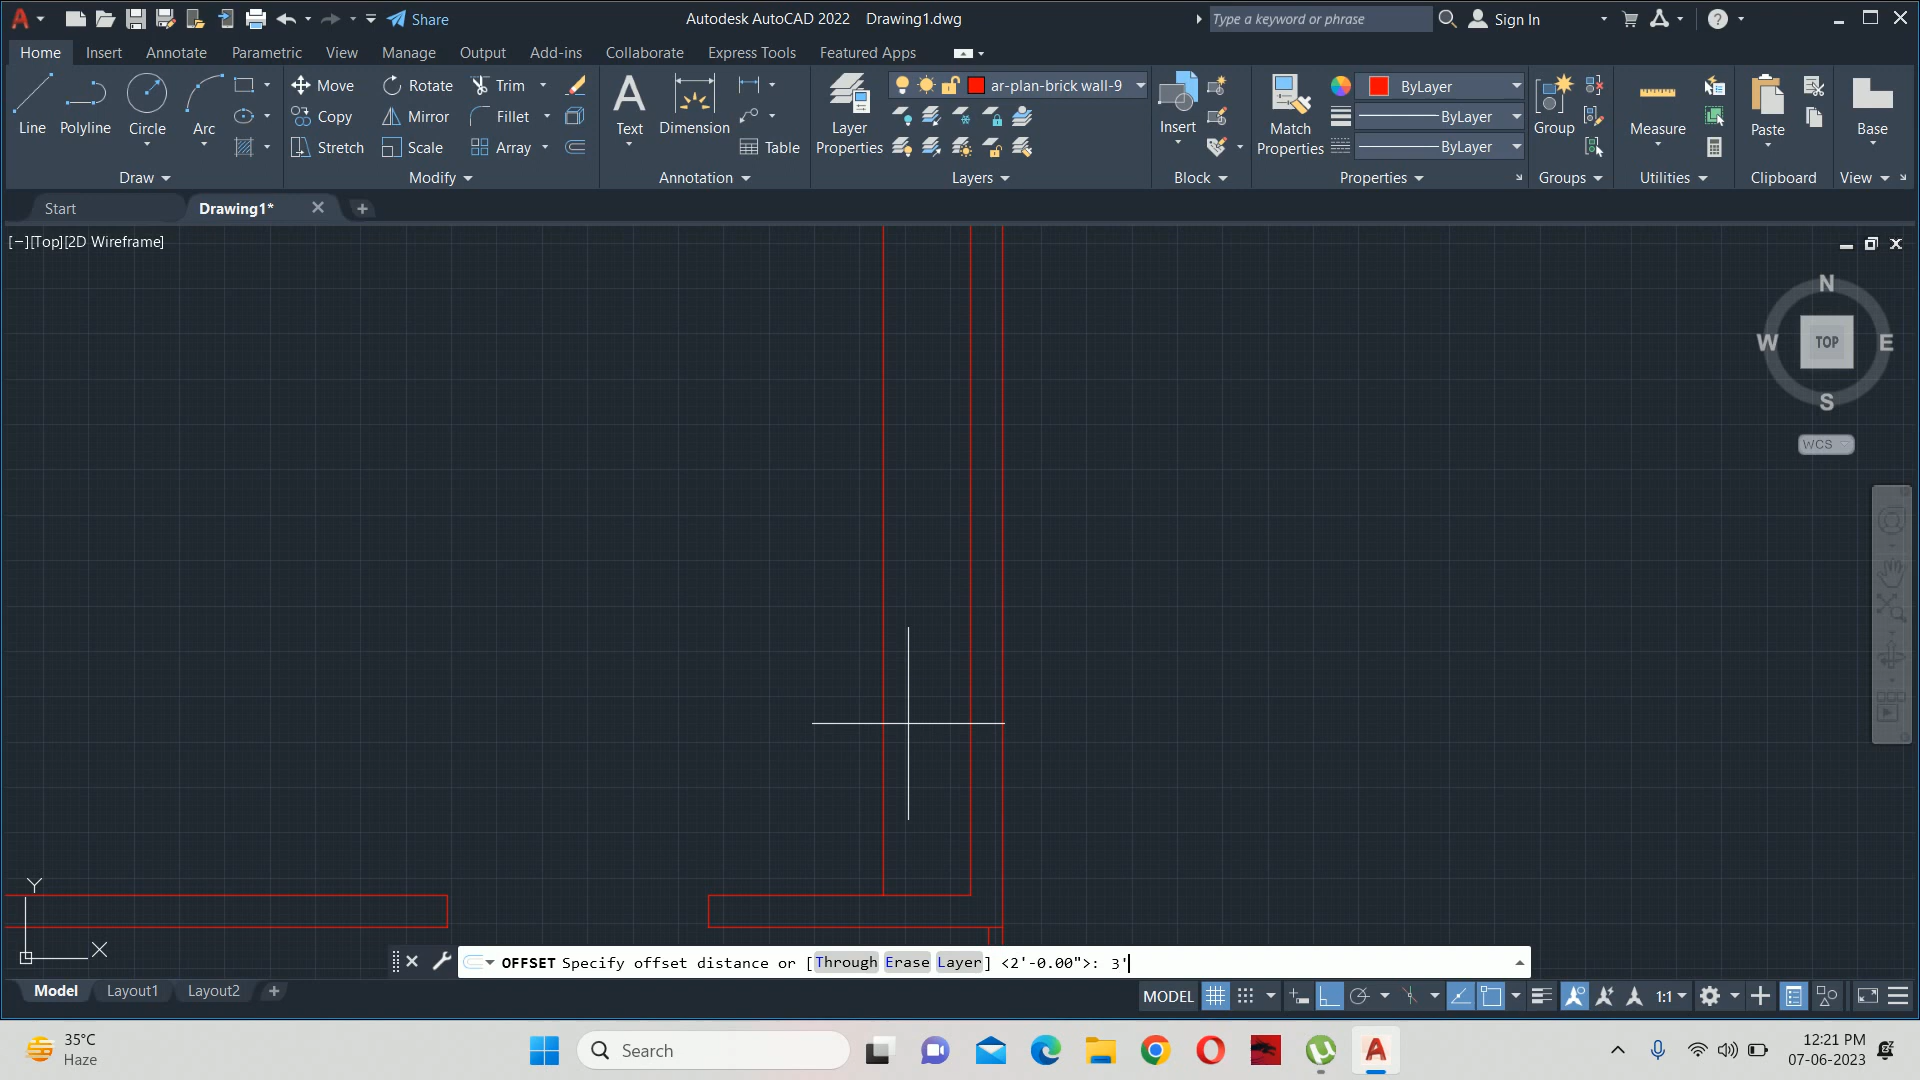 Share
Autodesk AutoCAD 2022 Drawing1.dwg
Type a keyword or phrase
Sign In
Home Insert Annotate Parametric View Manage Output Add-ins Collaborate Express Tools Featured Apps
Line
Polyline
Circle
Arc
Draw
Move
Rotate
Trim
Copy
Mirror
Fillet
Stretch
Scale
Array
Modify
Text
Dimension
Table
Annotation
Layer
Properties
ar-plan-brick wall-9
Layers
Insert
Block
Match
Properties
ByLayer
ByLayer
ByLayer
Properties
Group
Groups
Measure
Utilities
Paste
Clipboard
Base
View
Start
Drawing1*
[−][Top][2D Wireframe]
N
W
TOP
E
S
WCS
Y
X
OFFSET Specify offset distance or [Through Erase Layer] <2'-0.00">: 3'
Model Layout1 Layout2
MODEL
1:1
35°C
Haze
Search
12:21 PM
07-06-2023